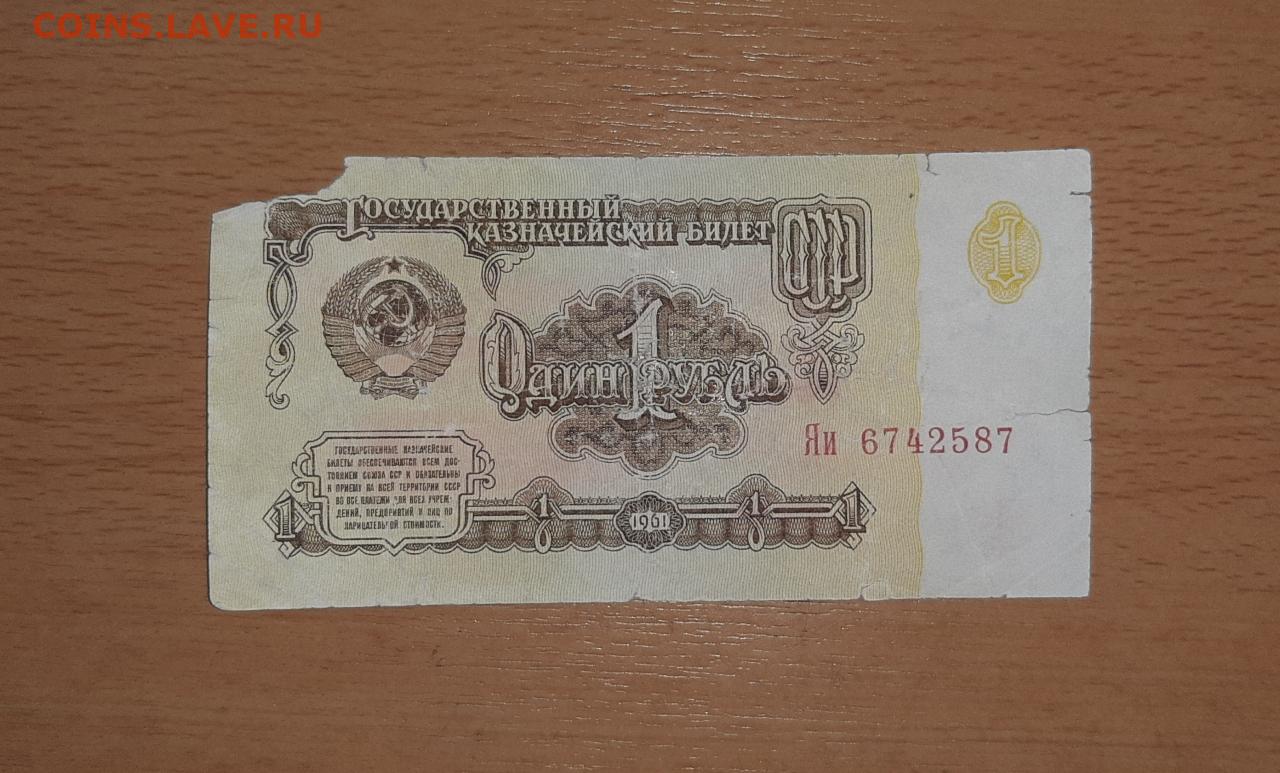 COINS.LAVE.RU
ГОСУДАРСТВЕННЫЙ
КАЗНАЧЕЙСКИЙ БИЛЕТ
1
1
ОДИН РУБЛЬ
Яи 6742587
ГОСУДАРСТВЕННЫЕ КАЗНАЧЕЙСКИЕ
БИЛЕТЫ ОБЕСПЕЧИВАЮТСЯ ВСЕМ ДОС-
ТОЯНИЕМ СОЮЗА ССР И ОБЯЗАТЕЛЬНЫ
К ПРИЕМУ НА ВСЕЙ ТЕРРИТОРИИ СССР
ВО ВСЕ ПЛАТЕЖИ ДЛЯ ВСЕХ УЧРЕЖ-
ДЕНИЙ, ПРЕДПРИЯТИЙ И ЛИЦ ПО
НАРИЦАТЕЛЬНОЙ СТОИМОСТИ.
1 1 1961 1 1